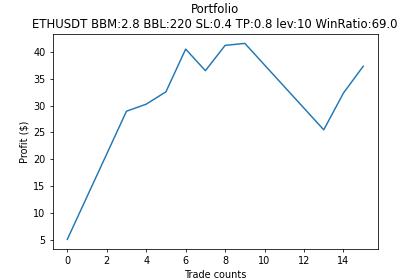 Portfolio
ETHUSDT BBM:2.8 BBL:220 SL:0.4 TP:0.8 lev:10 WinRatio:69.0
40
35
30
25
20
15
10
5
Profit ($)
0 2 4 6 8 10 12 14
Trade counts